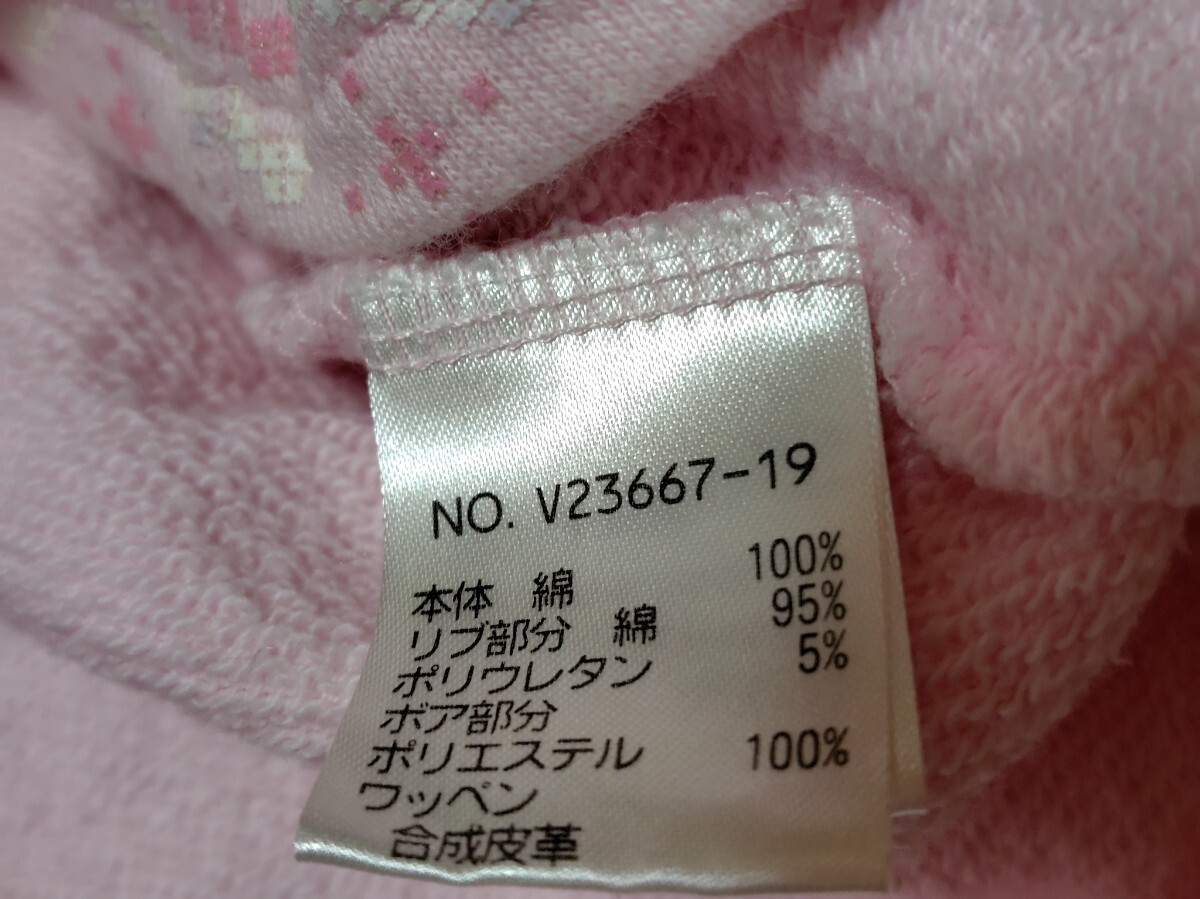 NO. V23667-19
本体 綿 100%
リブ部分 綿 95%
ポリウレタン 5%
ボア部分
ポリエステル 100%
ワッペン
合成皮革